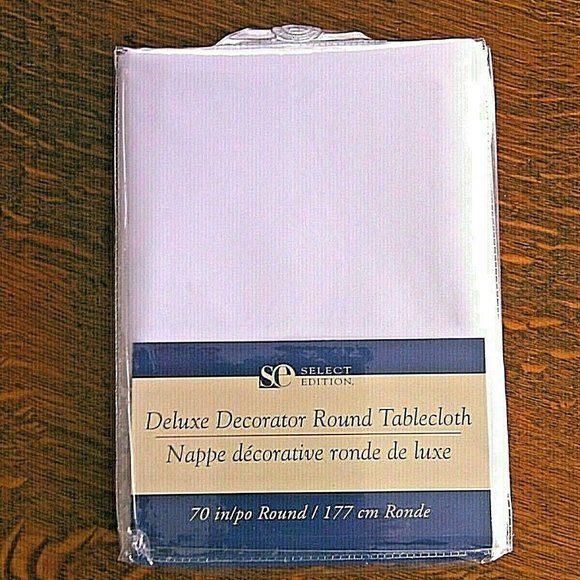 se SELECT
EDITION.
Deluxe Decorator Round Tablecloth
Nappe décorative ronde de luxe
70 in/po Round / 177 cm Ronde